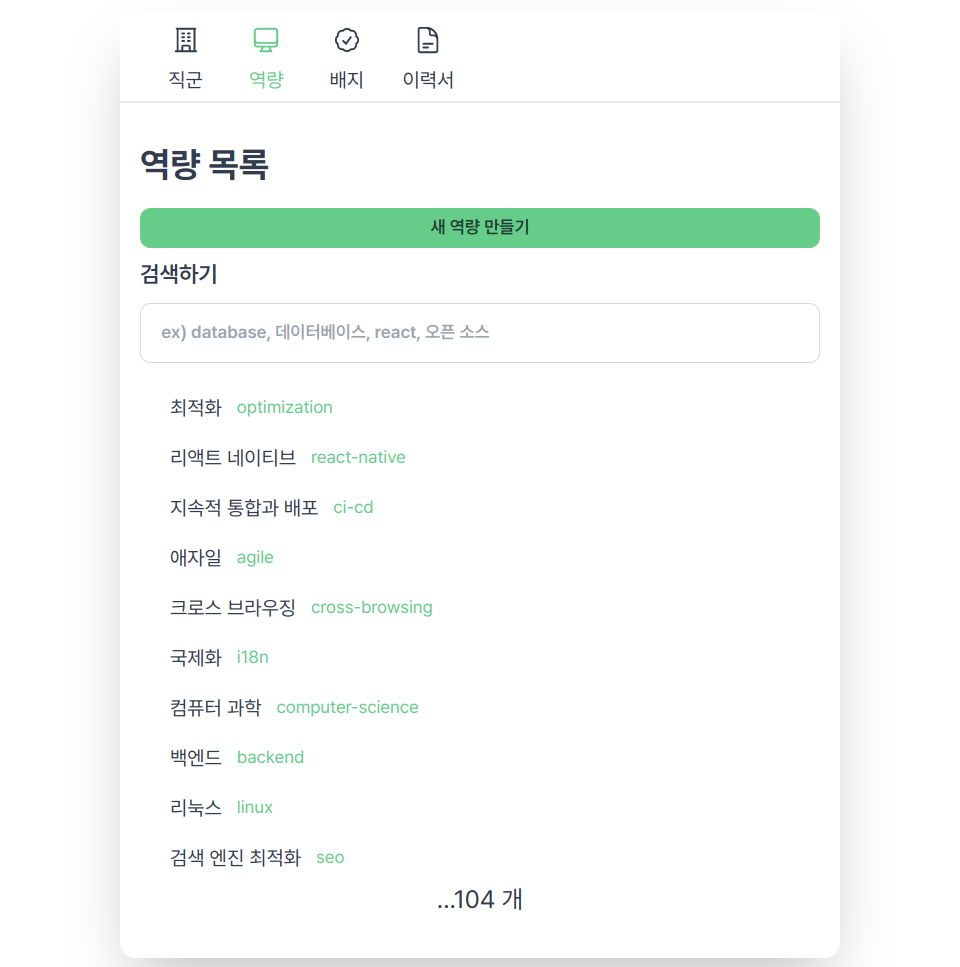 직군 역량 배지 이력서
역량 목록
새 역량 만들기
검색하기
ex) database, 데이터베이스, react, 오픈 소스
최적화 optimization
리액트 네이티브 react-native
지속적 통합과 배포 ci-cd
애자일 agile
크로스 브라우징 cross-browsing
국제화 i18n
컴퓨터 과학 computer-science
백엔드 backend
리눅스 linux
검색 엔진 최적화 seo
...104 개